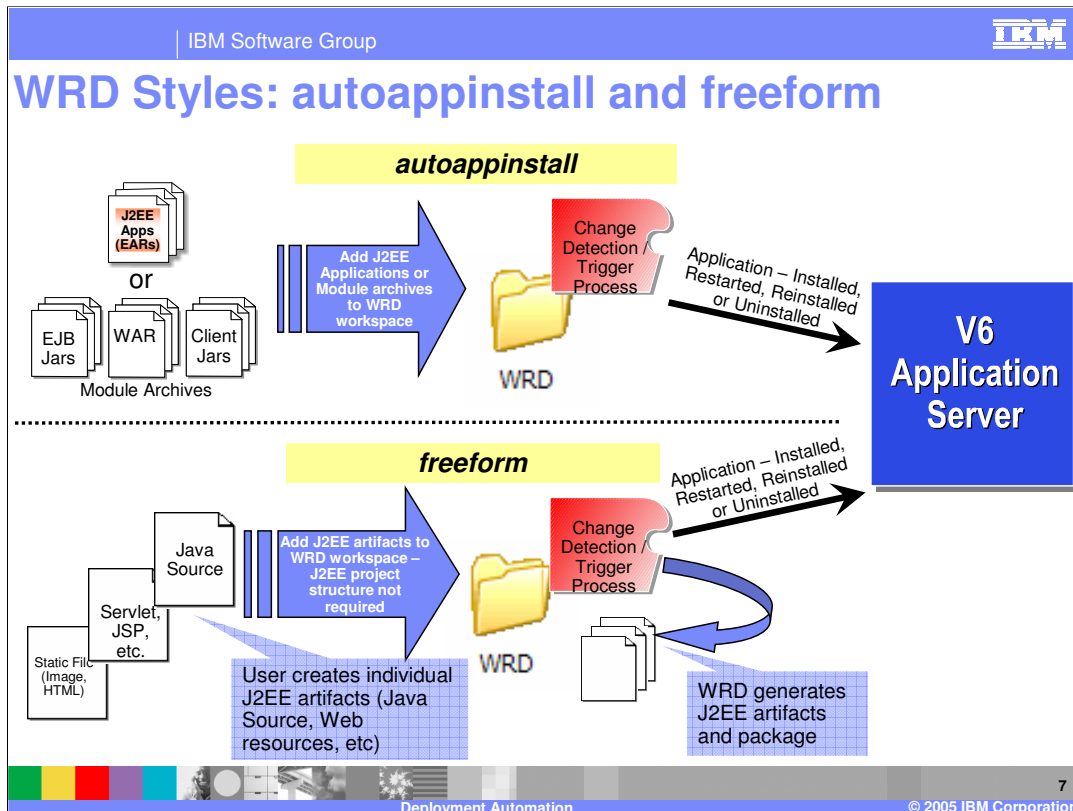 IBM Software Group
IBM
WRD Styles: autoappinstall and freeform
autoappinstall
J2EE
Apps
(EARs)
or
EJB
Jars
WAR
Client
Jars
Module Archives
Add J2EE
Applications or
Module archives
to WRD
workspace
WRD
Change
Detection /
Trigger
Process
Application – Installed,
Restarted, Reinstalled
or Uninstalled
V6
Application
Server
freeform
Java
Source
Servlet,
JSP,
etc.
Static File
(Image,
HTML)
Add J2EE artifacts to
WRD workspace –
J2EE project
structure not
required
WRD
Change
Detection /
Trigger
Process
Application – Installed,
Restarted, Reinstalled
or Uninstalled
User creates individual
J2EE artifacts (Java
Source, Web
resources, etc)
WRD generates
J2EE artifacts
and package
7
Deployment Automation
© 2005 IBM Corporation